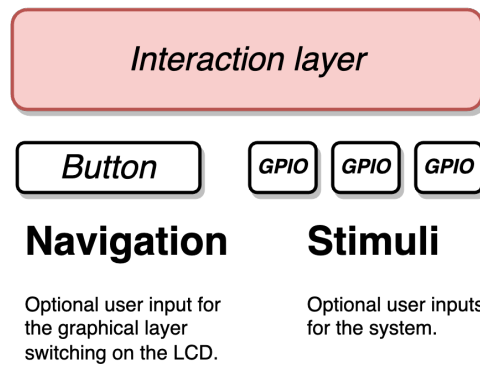 Interaction layer
Button
GPIO GPIO GPIO
Navigation
Stimuli
Optional user input for
the graphical layer
switching on the LCD.
Optional user inputs
for the system.